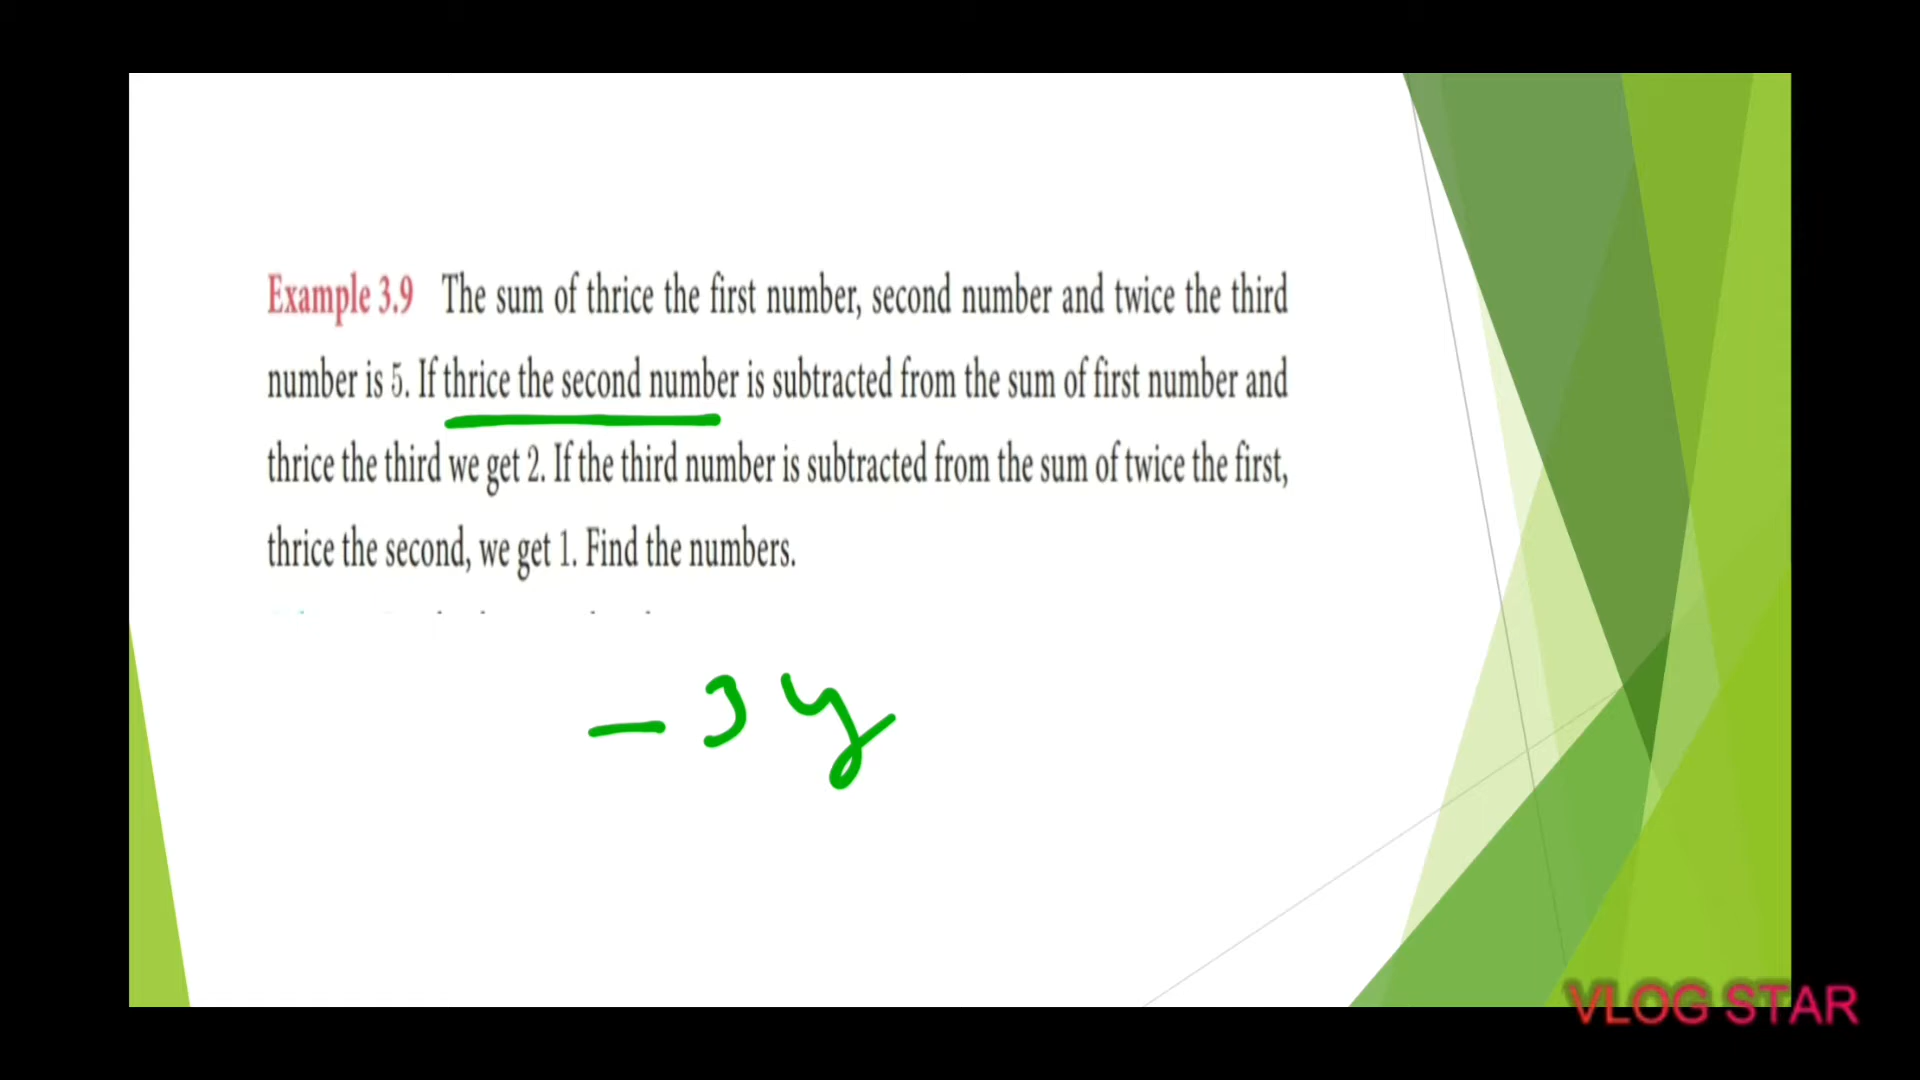 Example 3.9 The sum of thrice the first number, second number and twice the third
number is 5. If thrice the second number is subtracted from the sum of first number and
thrice the third we get 2. If the third number is subtracted from the sum of twice the first,
thrice the second, we get 1. Find the numbers.
- 3 y
VLOG STAR